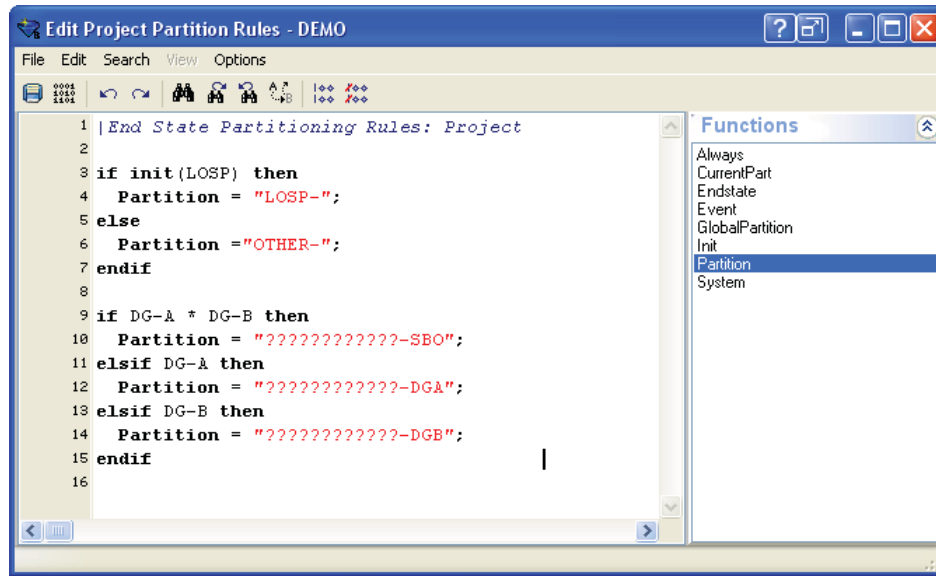 Edit Project Partition Rules - DEMO
File Edit Search View Options
1 |End State Partitioning Rules: Project
2
3 if init(LOSP) then
4 Partition = "LOSP-";
5 else
6 Partition ="OTHER-";
7 endif
8
9 if DG-A * DG-B then
10 Partition = "????????????-SBO";
11 elsif DG-A then
12 Partition = "????????????-DGA";
13 elsif DG-B then
14 Partition = "????????????-DGB";
15 endif
16
Functions
Always
CurrentPart
Endstate
Event
GlobalPartition
Init
Partition
System